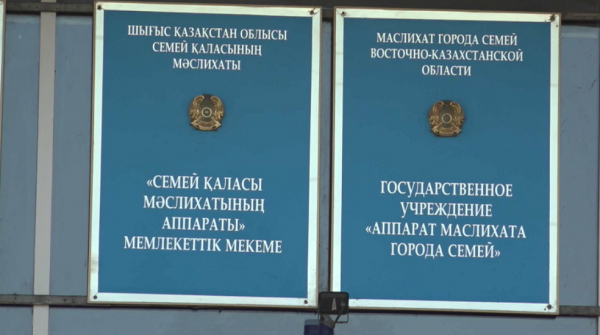 ШЫҒЫС ҚАЗАҚСТАН ОБЛЫСЫ
СЕМЕЙ ҚАЛАСЫНЫҢ
МӘСЛИХАТЫ
«СЕМЕЙ ҚАЛАСЫ
МӘСЛИХАТЫНЫҢ
АППАРАТЫ»
МЕМЛЕКЕТТІК МЕКЕМЕ
МАСЛИХАТ ГОРОДА СЕМЕЙ
ВОСТОЧНО-КАЗАХСТАНСКОЙ
ОБЛАСТИ
ГОСУДАРСТВЕННОЕ
УЧРЕЖДЕНИЕ
«АППАРАТ МАСЛИХАТА
ГОРОДА СЕМЕЙ»